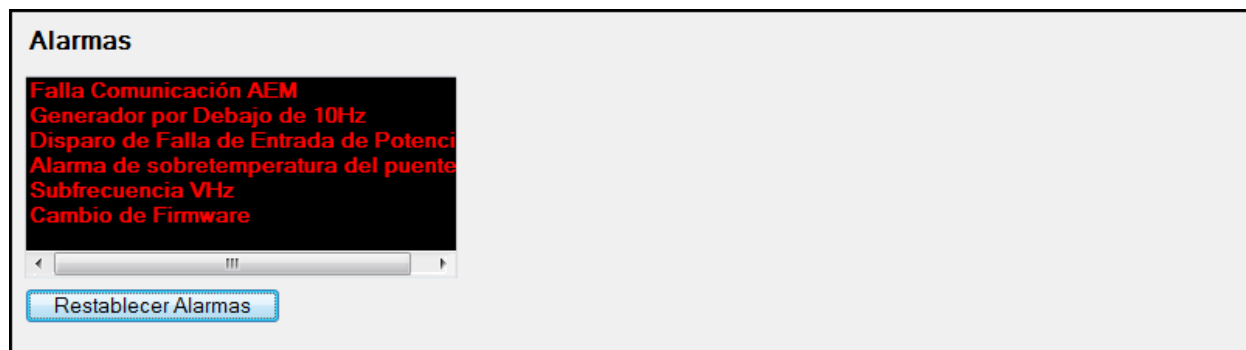 Alarmas
Falla Comunicación AEM
Generador por Debajo de 10Hz
Disparo de Falla de Entrada de Potenci
Alarma de sobretemperatura del puente
Subfrecuencia VHz
Cambio de Firmware
Restablecer Alarmas